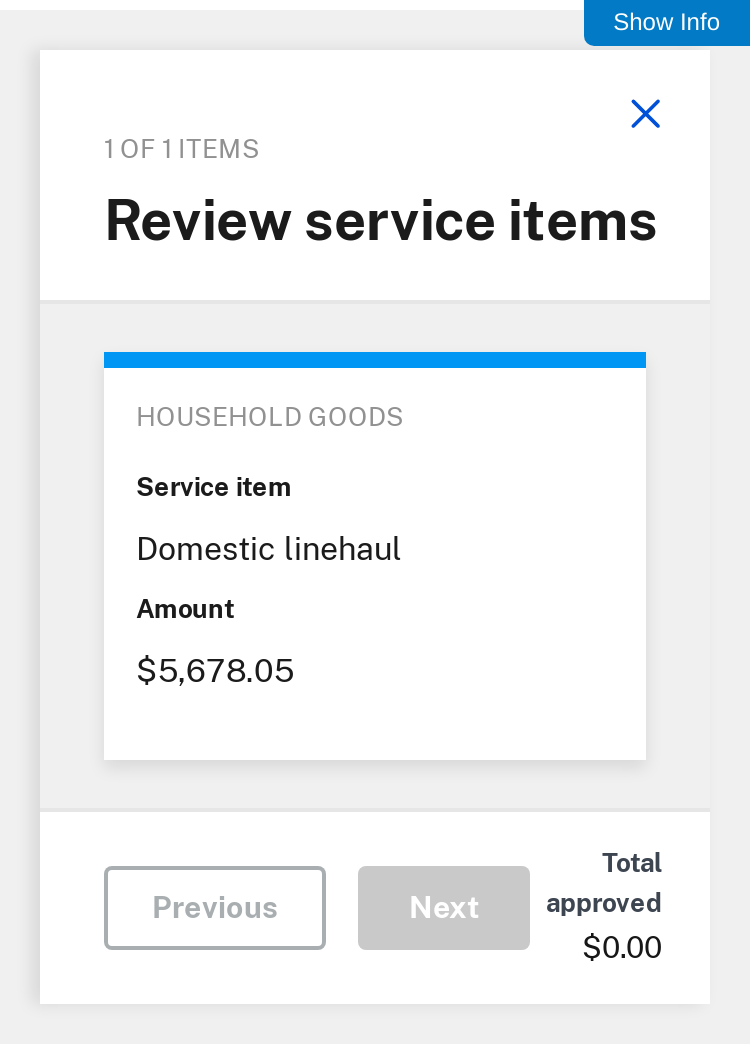 Show Info
1 OF 1 ITEMS
Review service items
HOUSEHOLD GOODS
Service item
Domestic linehaul
Amount
$5,678.05
Previous
Next
Total
approved
$0.00